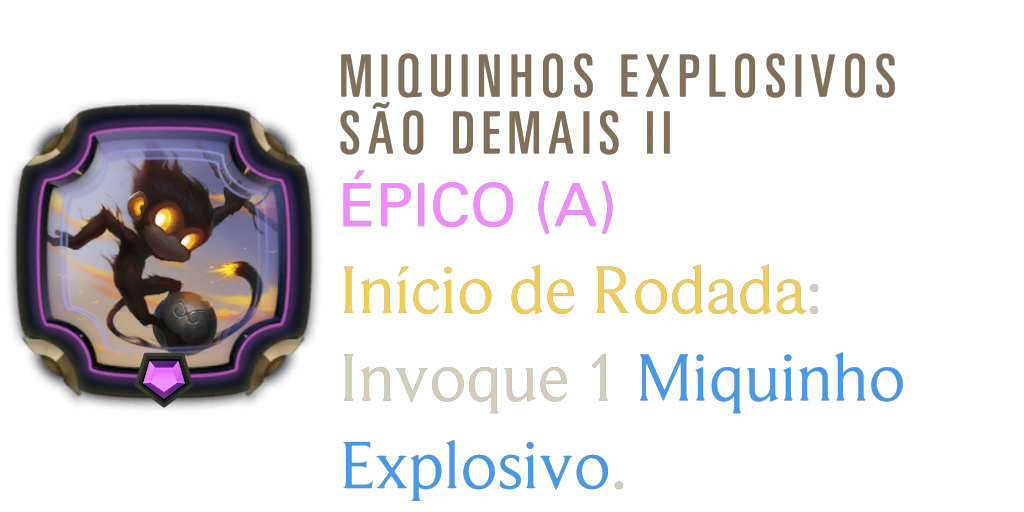 MIQUINHOS EXPLOSIVOS
SÃO DEMAIS II
ÉPICO (A)
Início de Rodada:
Invoque 1 Miquinho
Explosivo.